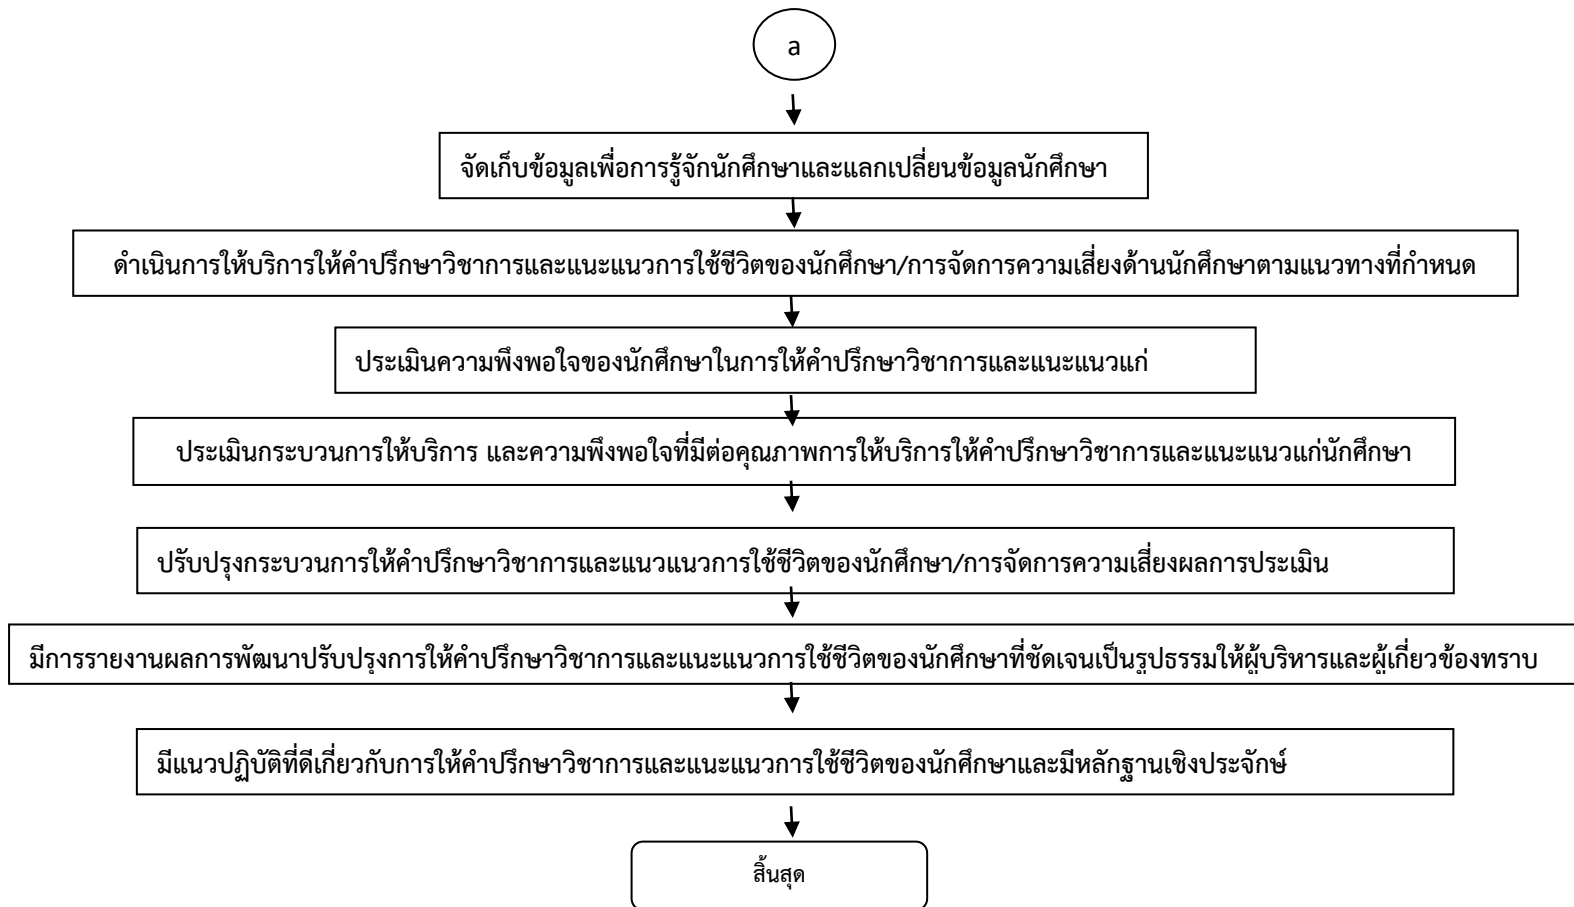 a
จัดเก็บข้อมูลเพื่อการรู้จักนักศึกษาและแลกเปลี่ยนข้อมูลนักศึกษา
ดำเนินการให้บริการให้คำปรึกษาวิชาการและแนะแนวการใช้ชีวิตของนักศึกษา/การจัดการความเสี่ยงด้านนักศึกษาตามแนวทางที่กำหนด
ประเมินความพึงพอใจของนักศึกษาในการให้คำปรึกษาวิชาการและแนะแนวแก่
ประเมินกระบวนการให้บริการ และความพึงพอใจที่มีต่อคุณภาพการให้บริการให้คำปรึกษาวิชาการและแนะแนวแก่นักศึกษา
ปรับปรุงกระบวนการให้คำปรึกษาวิชาการและแนวแนวการใช้ชีวิตของนักศึกษา/การจัดการความเสี่ยงผลการประเมิน
มีการรายงานผลการพัฒนาปรับปรุงการให้คำปรึกษาวิชาการและแนะแนวการใช้ชีวิตของนักศึกษาที่ชัดเจนเป็นรูปธรรมให้ผู้บริหารและผู้เกี่ยวข้องทราบ
มีแนวปฏิบัติที่ดีเกี่ยวกับการให้คำปรึกษาวิชาการและแนะแนวการใช้ชีวิตของนักศึกษาและมีหลักฐานเชิงประจักษ์
สิ้นสุด